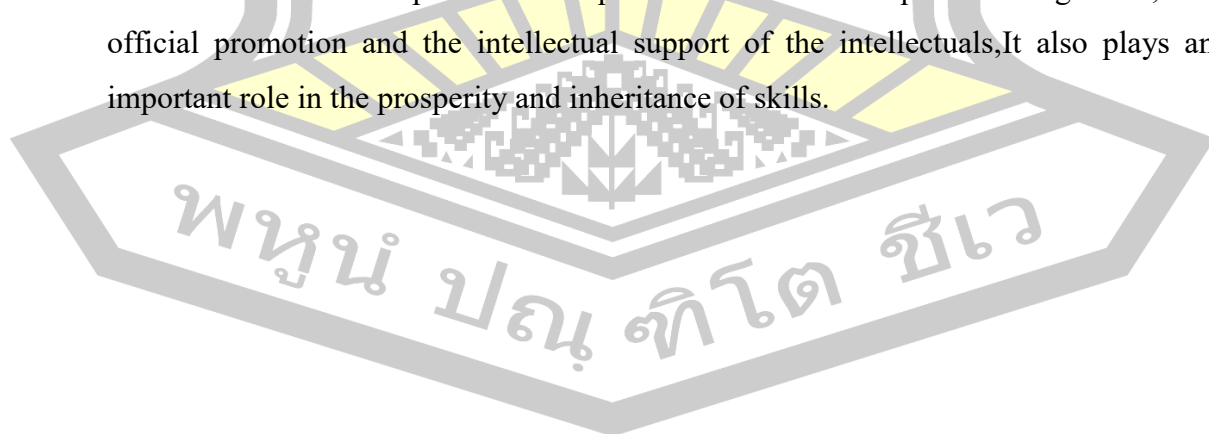 official promotion and the intellectual support of the intellectuals,It also plays an
important role in the prosperity and inheritance of skills.
พหูนํ ปณฺฑิโต ชีเว